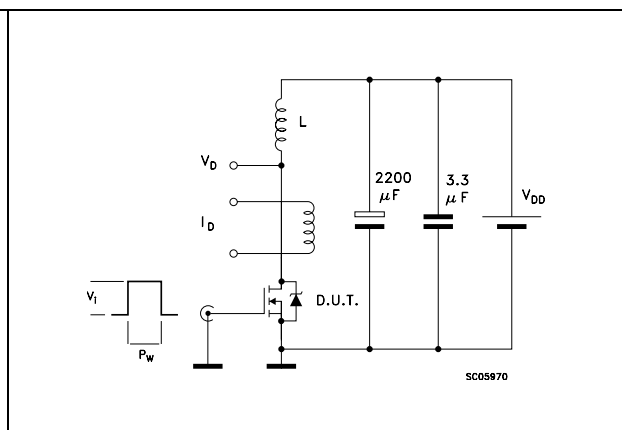 L
V_D
2200
μF
3.3
μF
V_DD
I_D
V_i
D.U.T.
P_W
SC05970